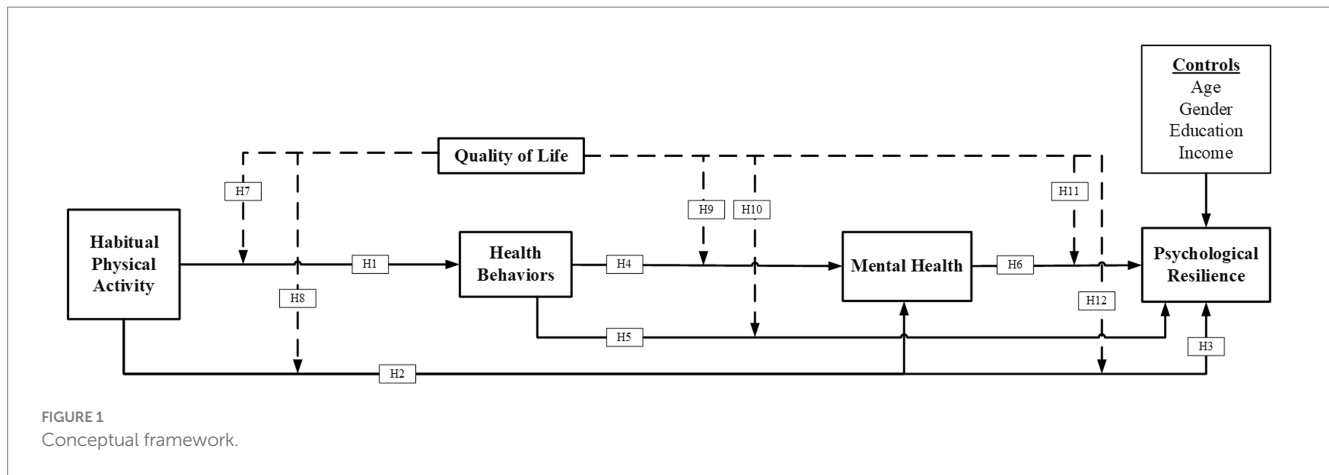 Controls
Age
Gender
Education
Income
Quality of Life
H7
H9
H10
H11
Habitual
Physical
Activity
H1
Health
Behaviors
H4
Mental Health
H6
Psychological
Resilience
H8
H12
H5
H3
H2
FIGURE 1
Conceptual framework.